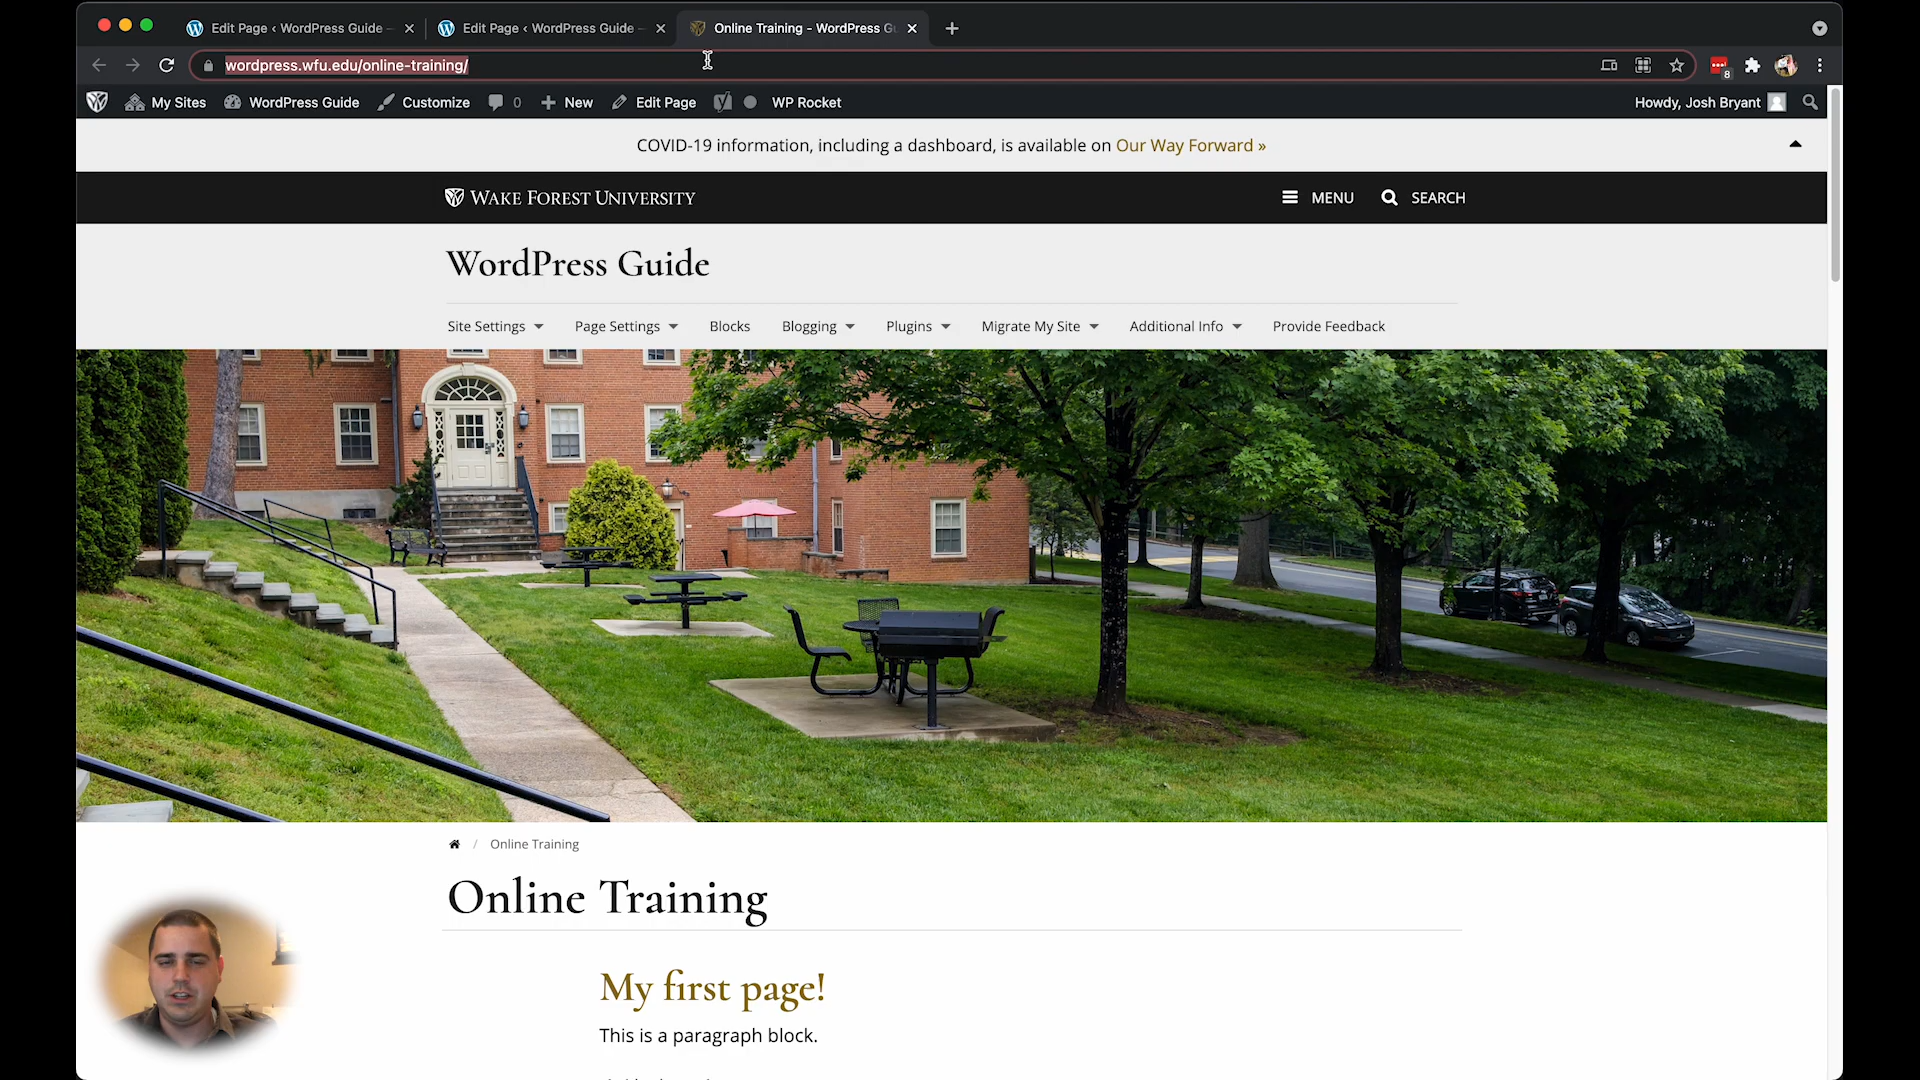 Edit Page ‹ WordPress Guide –
Edit Page ‹ WordPress Guide –
Online Training - WordPress Gu
wordpress.wfu.edu/online-training/
8
My Sites
WordPress Guide
Customize
0
New
Edit Page
WP Rocket
Howdy, Josh Bryant
COVID-19 information, including a dashboard, is available on Our Way Forward »
WAKE FOREST UNIVERSITY
MENU
SEARCH
WordPress Guide
Site Settings
Page Settings
Blocks
Blogging
Plugins
Migrate My Site
Additional Info
Provide Feedback
/ Online Training
Online Training
My first page!
This is a paragraph block.